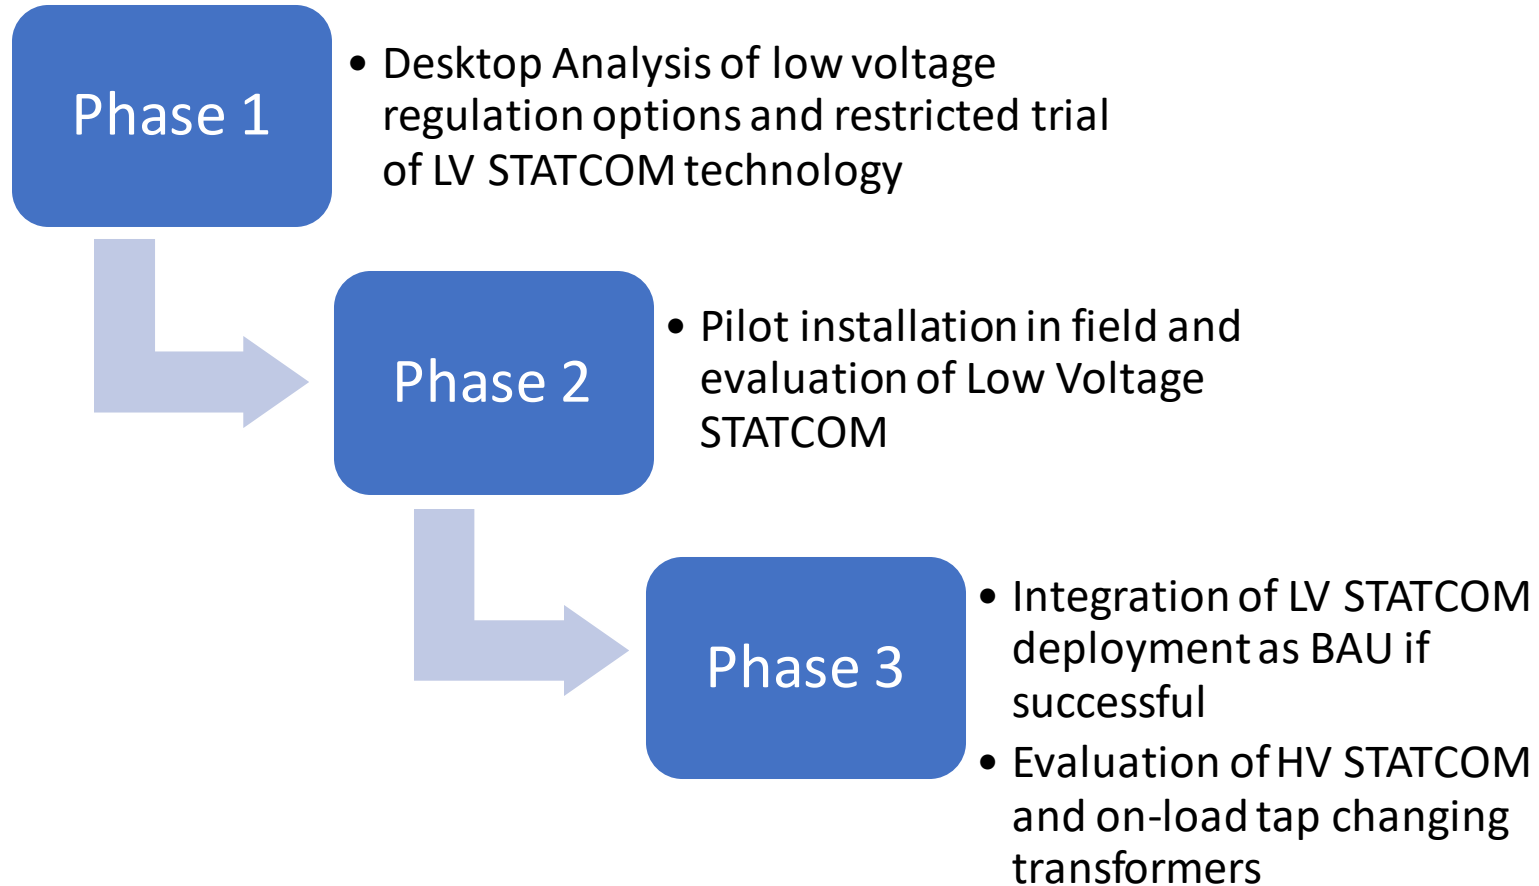 Phase 1
• Desktop Analysis of low voltage
regulation options and restricted trial
of LV STATCOM technology
Phase 2
• Pilot installation in field and
evaluation of Low Voltage
STATCOM
Phase 3
• Integration of LV STATCOM
deployment as BAU if
successful
• Evaluation of HV STATCOM
and on-load tap changing
transformers